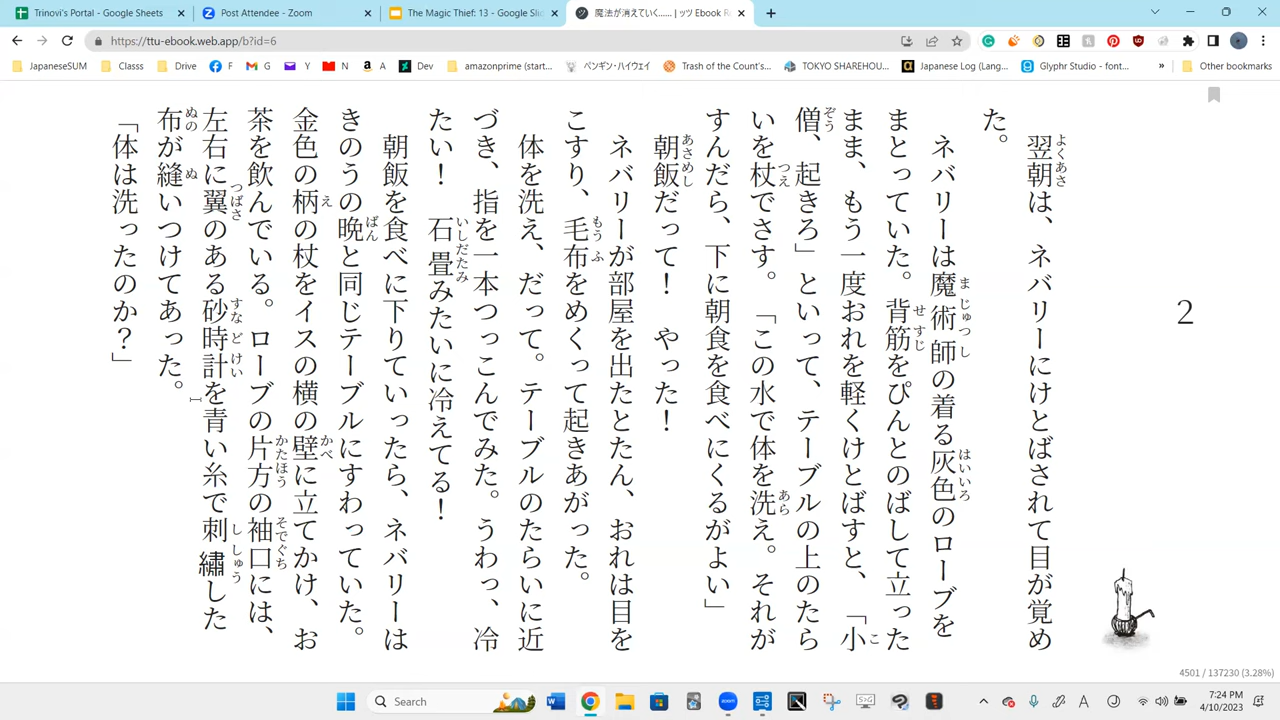 Trinovi's Portal - Google Sheets
Post Attendee - Zoom
The Magic Thief: 13 - Google Slid
魔法が消えていく…… | ッツ Ebook R
https://ttu-ebook.web.app/b?id=6
JapaneseSUM
Classs
Drive
F
G
Y
N
A
Dev
amazonprime (start...
ペンギン・ハイウェイ
Trash of the Count's...
TOKYO SHAREHOU...
Japanese Log (Lang...
Glyphr Studio - font...
»
Other bookmarks
2
翌朝は、ネバリーにけとばされて目が覚め
た。
ネバリーは魔術師の着る灰色のローブを
まとっていた。背筋をぴんとのばして立った
まま、もう一度おれを軽くけとばすと、「小
僧、起きろ」といって、テーブルの上のたら
いを杖でさす。「この水で体を洗え。それが
すんだら、下に朝食を食べにくるがよい」
朝飯だって! やった!
ネバリーが部屋を出たとたん、おれは目を
こすり、毛布をめくって起きあがった。
体を洗え、だって。テーブルのたらいに近
づき、指を一本つっこんでみた。うわっ、冷
たい! 石畳みたいに冷えてる!
朝飯を食べに下りていったら、ネバリーは
きのうの晩と同じテーブルにすわっていた。
金色の柄の杖をイスの横の壁に立てかけ、お
茶を飲んでいる。ローブの片方の袖口には、
左右に翼のある砂時計を青い糸で刺繡した
布が縫いつけてあった。
「体は洗ったのか?」
4501 / 137230 (3.28%)
Search
7:24 PM
4/10/2023